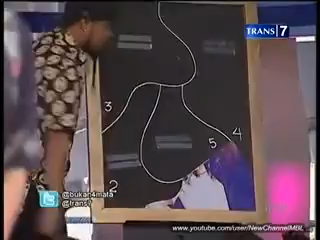 TRANS 7
3
4
5
2
@bukan4mata
@trans7
www.youtube.com/user/NewChannelMBL